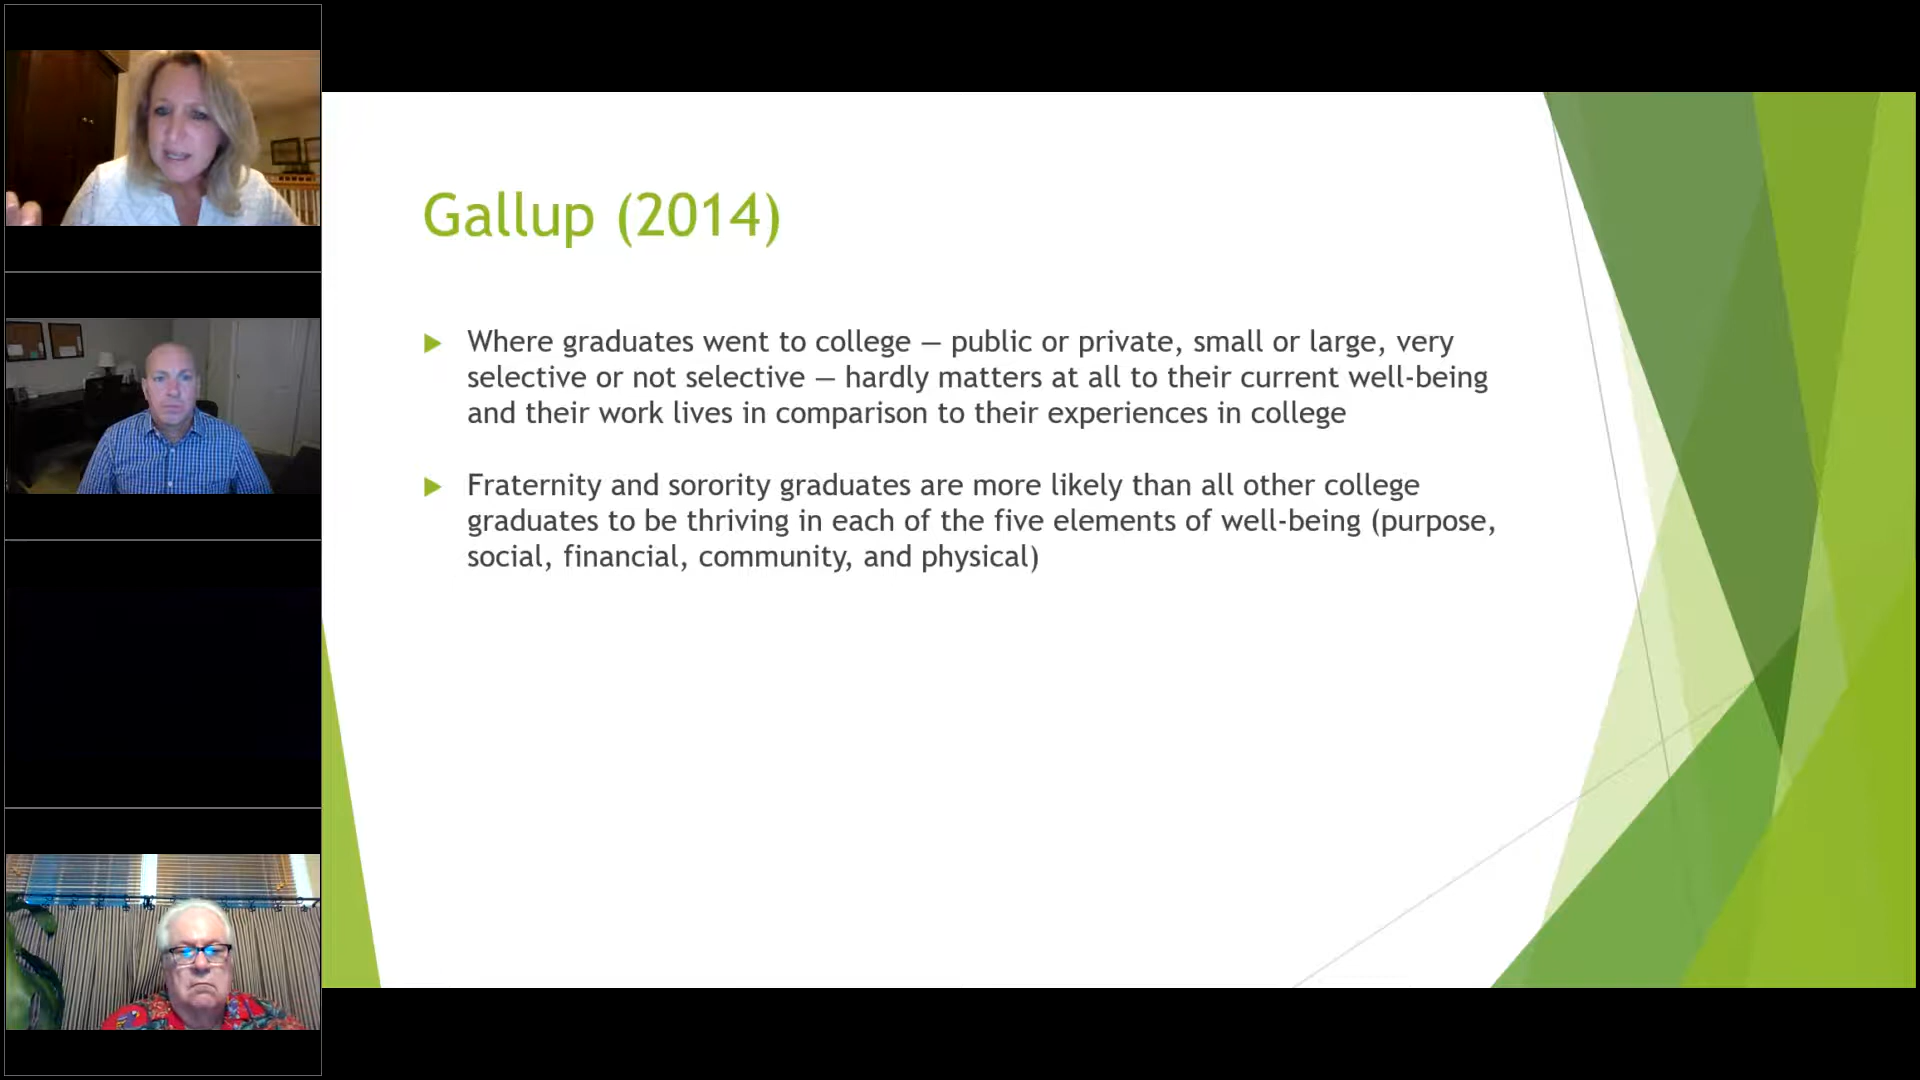 Gallup (2014)
Where graduates went to college — public or private, small or large, very
selective or not selective — hardly matters at all to their current well-being
and their work lives in comparison to their experiences in college
Fraternity and sorority graduates are more likely than all other college
graduates to be thriving in each of the five elements of well-being (purpose,
social, financial, community, and physical)